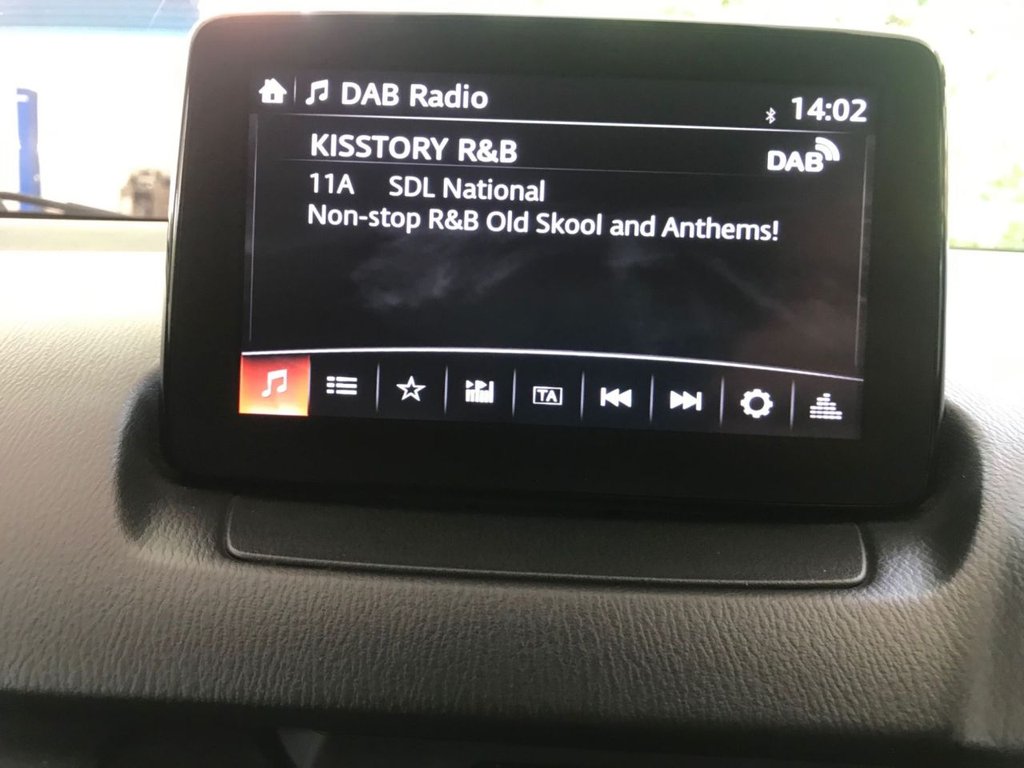 DAB Radio
14:02
KISSTORY R&B
DAB
11A SDL National
Non-stop R&B Old Skool and Anthems!
TA